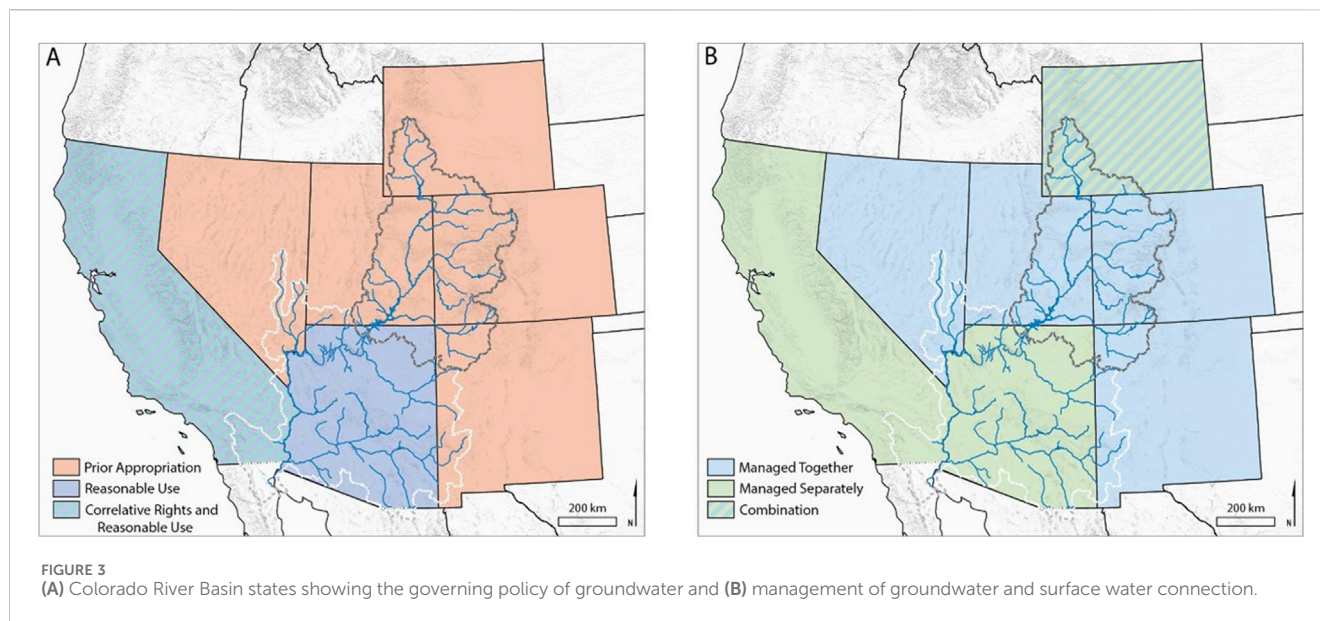 A
Prior Appropriation
Reasonable Use
Correlative Rights and
Reasonable Use
200 km
N
B
Managed Together
Managed Separately
Combination
200 km
N
FIGURE 3
(A) Colorado River Basin states showing the governing policy of groundwater and (B) management of groundwater and surface water connection.